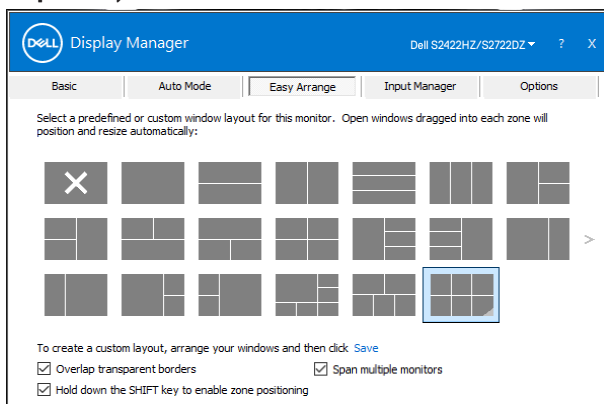 DELL Display Manager
Dell S2422HZ/S2722DZ ? X
Basic Auto Mode Easy Arrange Input Manager Options
Select a predefined or custom window layout for this monitor. Open windows dragged into each zone will
position and resize automatically:
>
To create a custom layout, arrange your windows and then click Save
Overlap transparent borders Span multiple monitors
Hold down the SHIFT key to enable zone positioning